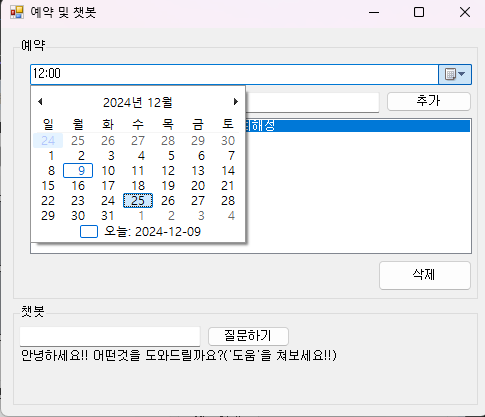 예약 및 챗봇
예약
12:00
2024년 12월
일 월 화 수 목 금 토
24 25 26 27 28 29 30
1 2 3 4 5 6 7
8 9 10 11 12 13 14
15 16 17 18 19 20 21
22 23 24 25 26 27 28
29 30 31 1 2 3 4
오늘: 2024-12-09
추가
해성
삭제
챗봇
질문하기
안녕하세요!! 어떤것을 도와드릴까요?('도움'을 쳐보세요!!)